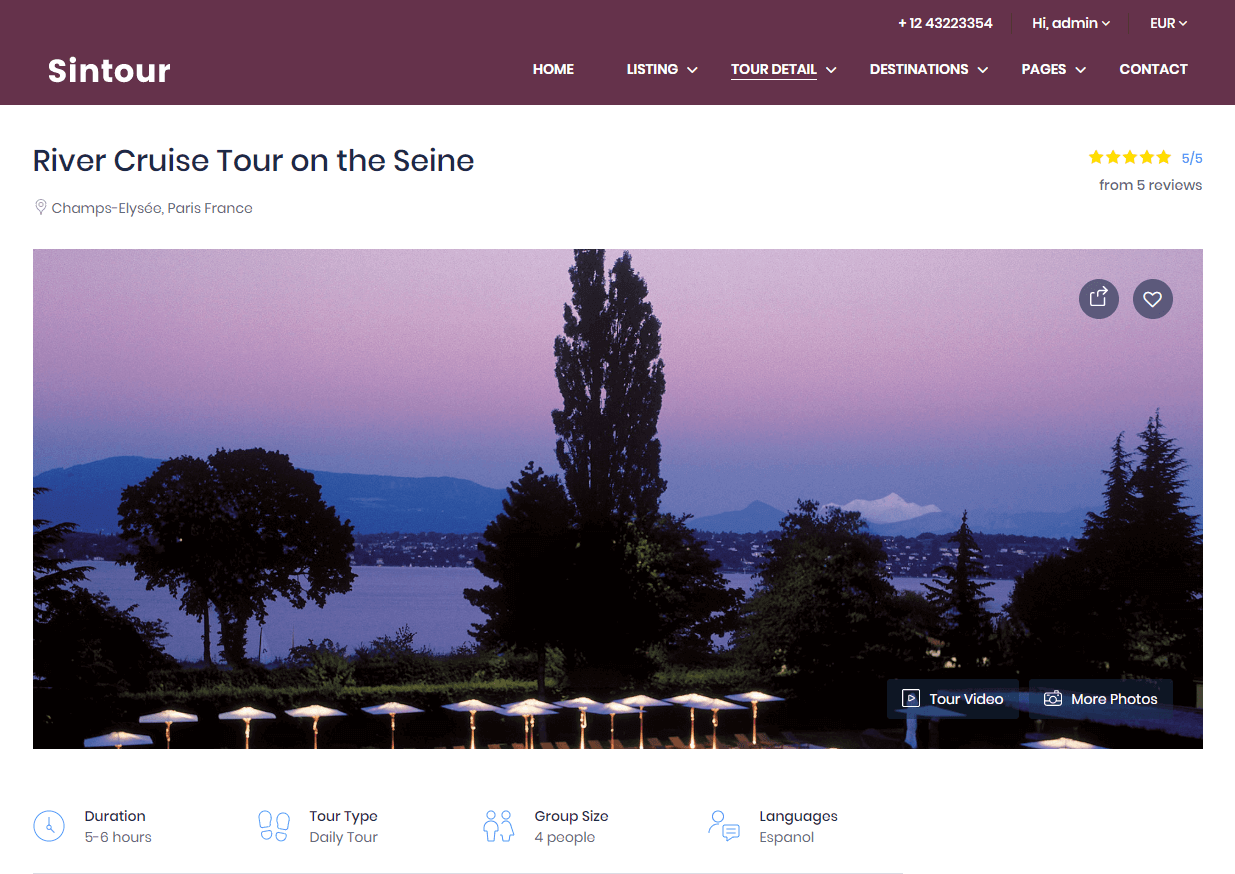 + 12 43223354 Hi, admin EUR
Sintour
HOME LISTING TOUR DETAIL DESTINATIONS PAGES CONTACT
River Cruise Tour on the Seine
5/5
from 5 reviews
Champs-Elysée, Paris France
Tour Video More Photos
Duration
5-6 hours
Tour Type
Daily Tour
Group Size
4 people
Languages
Espanol